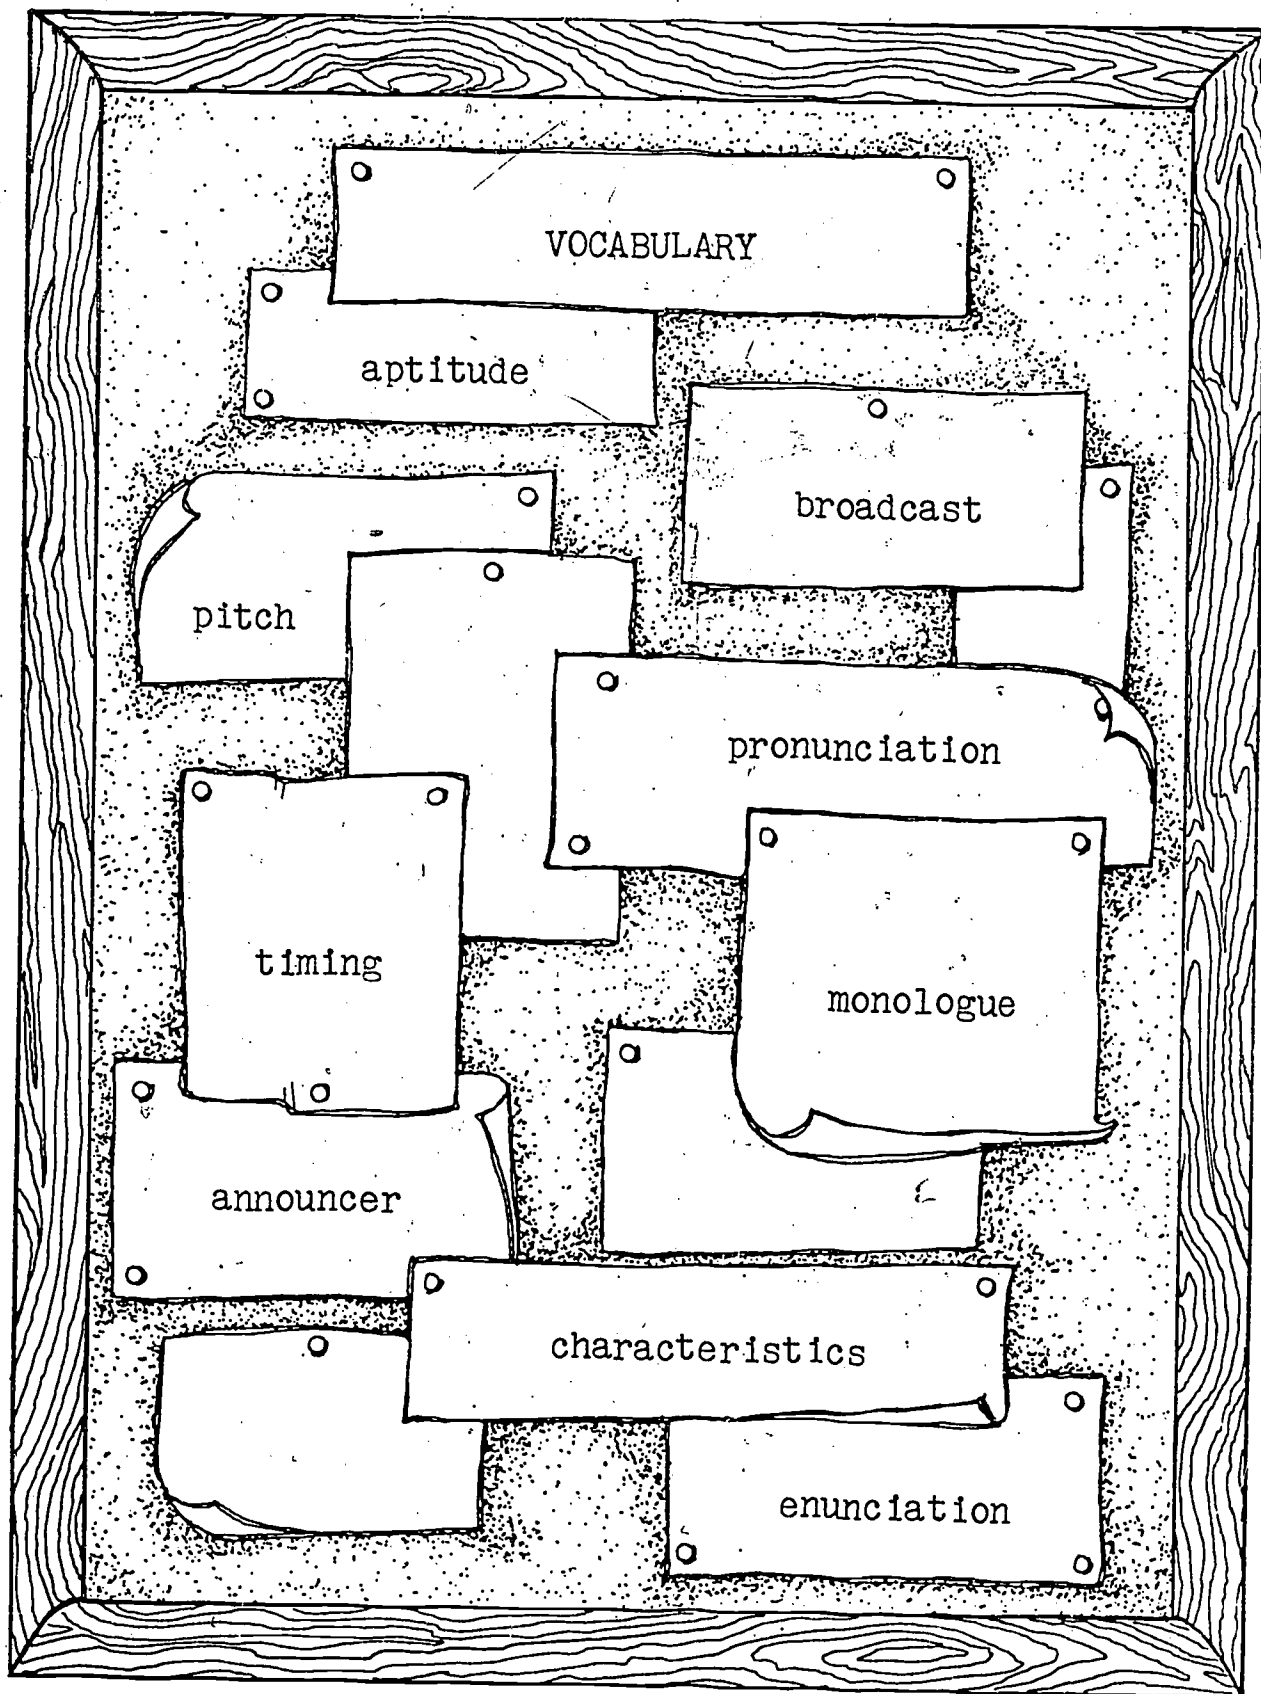 VOCABULARY
aptitude
broadcast
pitch
pronunciation
timing
monologue
announcer
characteristics
enunciation